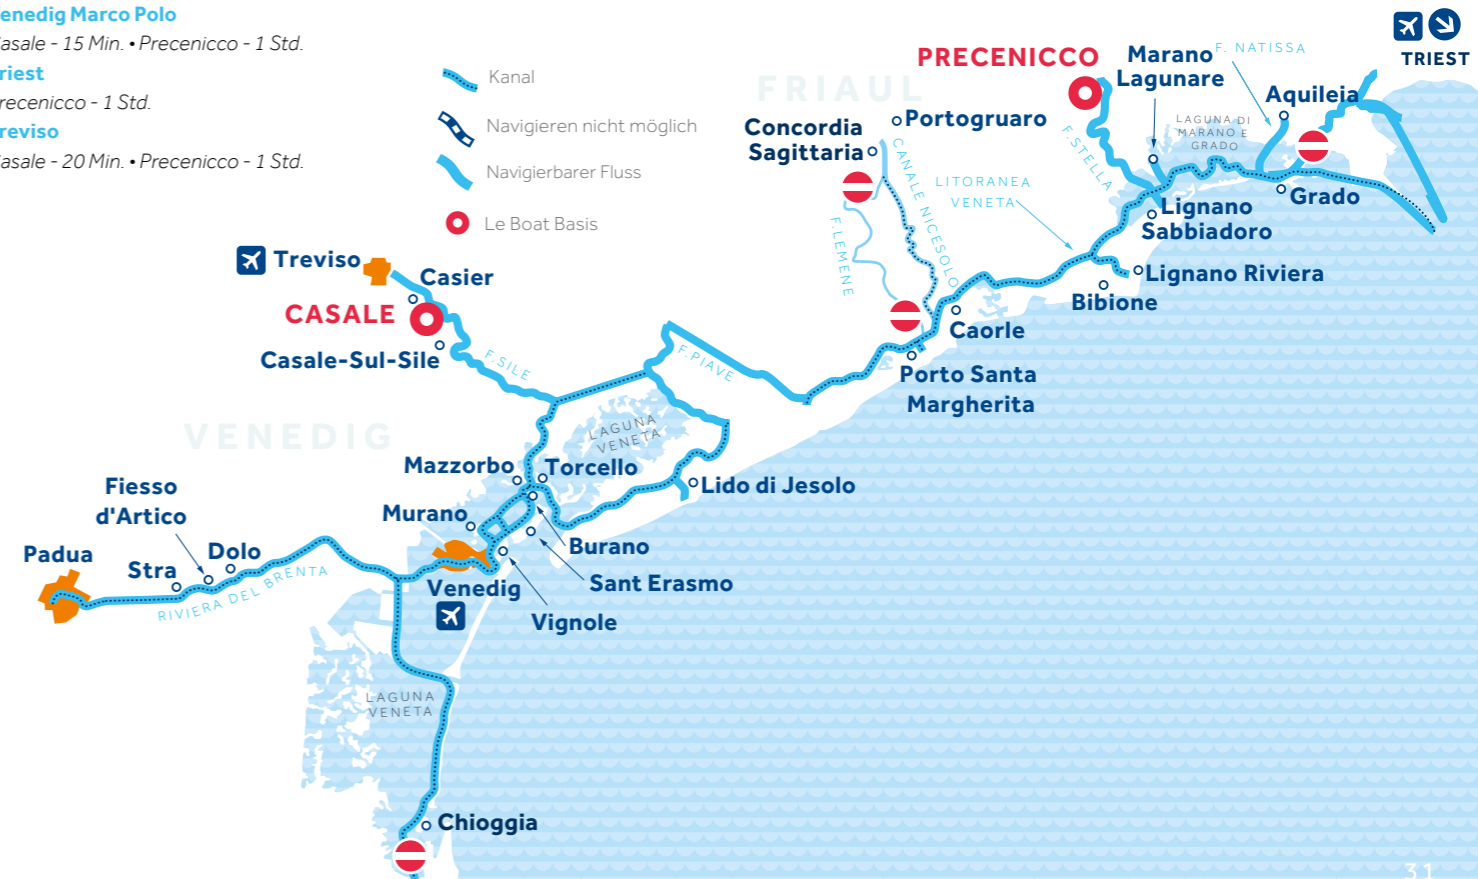 enedig Marco Polo
asale - 15 Min. • Precenicco - 1 Std.
riest
recenicco - 1 Std.
reviso
asale - 20 Min. • Precenicco - 1 Std.
Kanal
Navigieren nicht möglich
Navigierbarer Fluss
Le Boat Basis
FRIAUL
VENEDIG
TRIEST
PRECENICCO
Marano
Lagunare
F. NATISSA
Aquileia
LAGUNA DI
MARANO E
GRADO
Concordia
Sagittaria
Portogruaro
CANALE NICESOLO
F.STELLA
LITORANEA
VENETA
F.LEMENE
Grado
Lignano
Sabbiadoro
Lignano Riviera
Bibione
Caorle
Porto Santa
Margherita
Treviso
Casier
CASALE
Casale-Sul-Sile
F.SILE
F.PIAVE
LAGUNA
VENETA
Mazzorbo
Torcello
Lido di Jesolo
Murano
Burano
Sant Erasmo
Vignole
Venedig
Fiesso
d'Artico
Padua
Stra
Dolo
RIVIERA DEL BRENTA
LAGUNA
VENETA
Chioggia
31